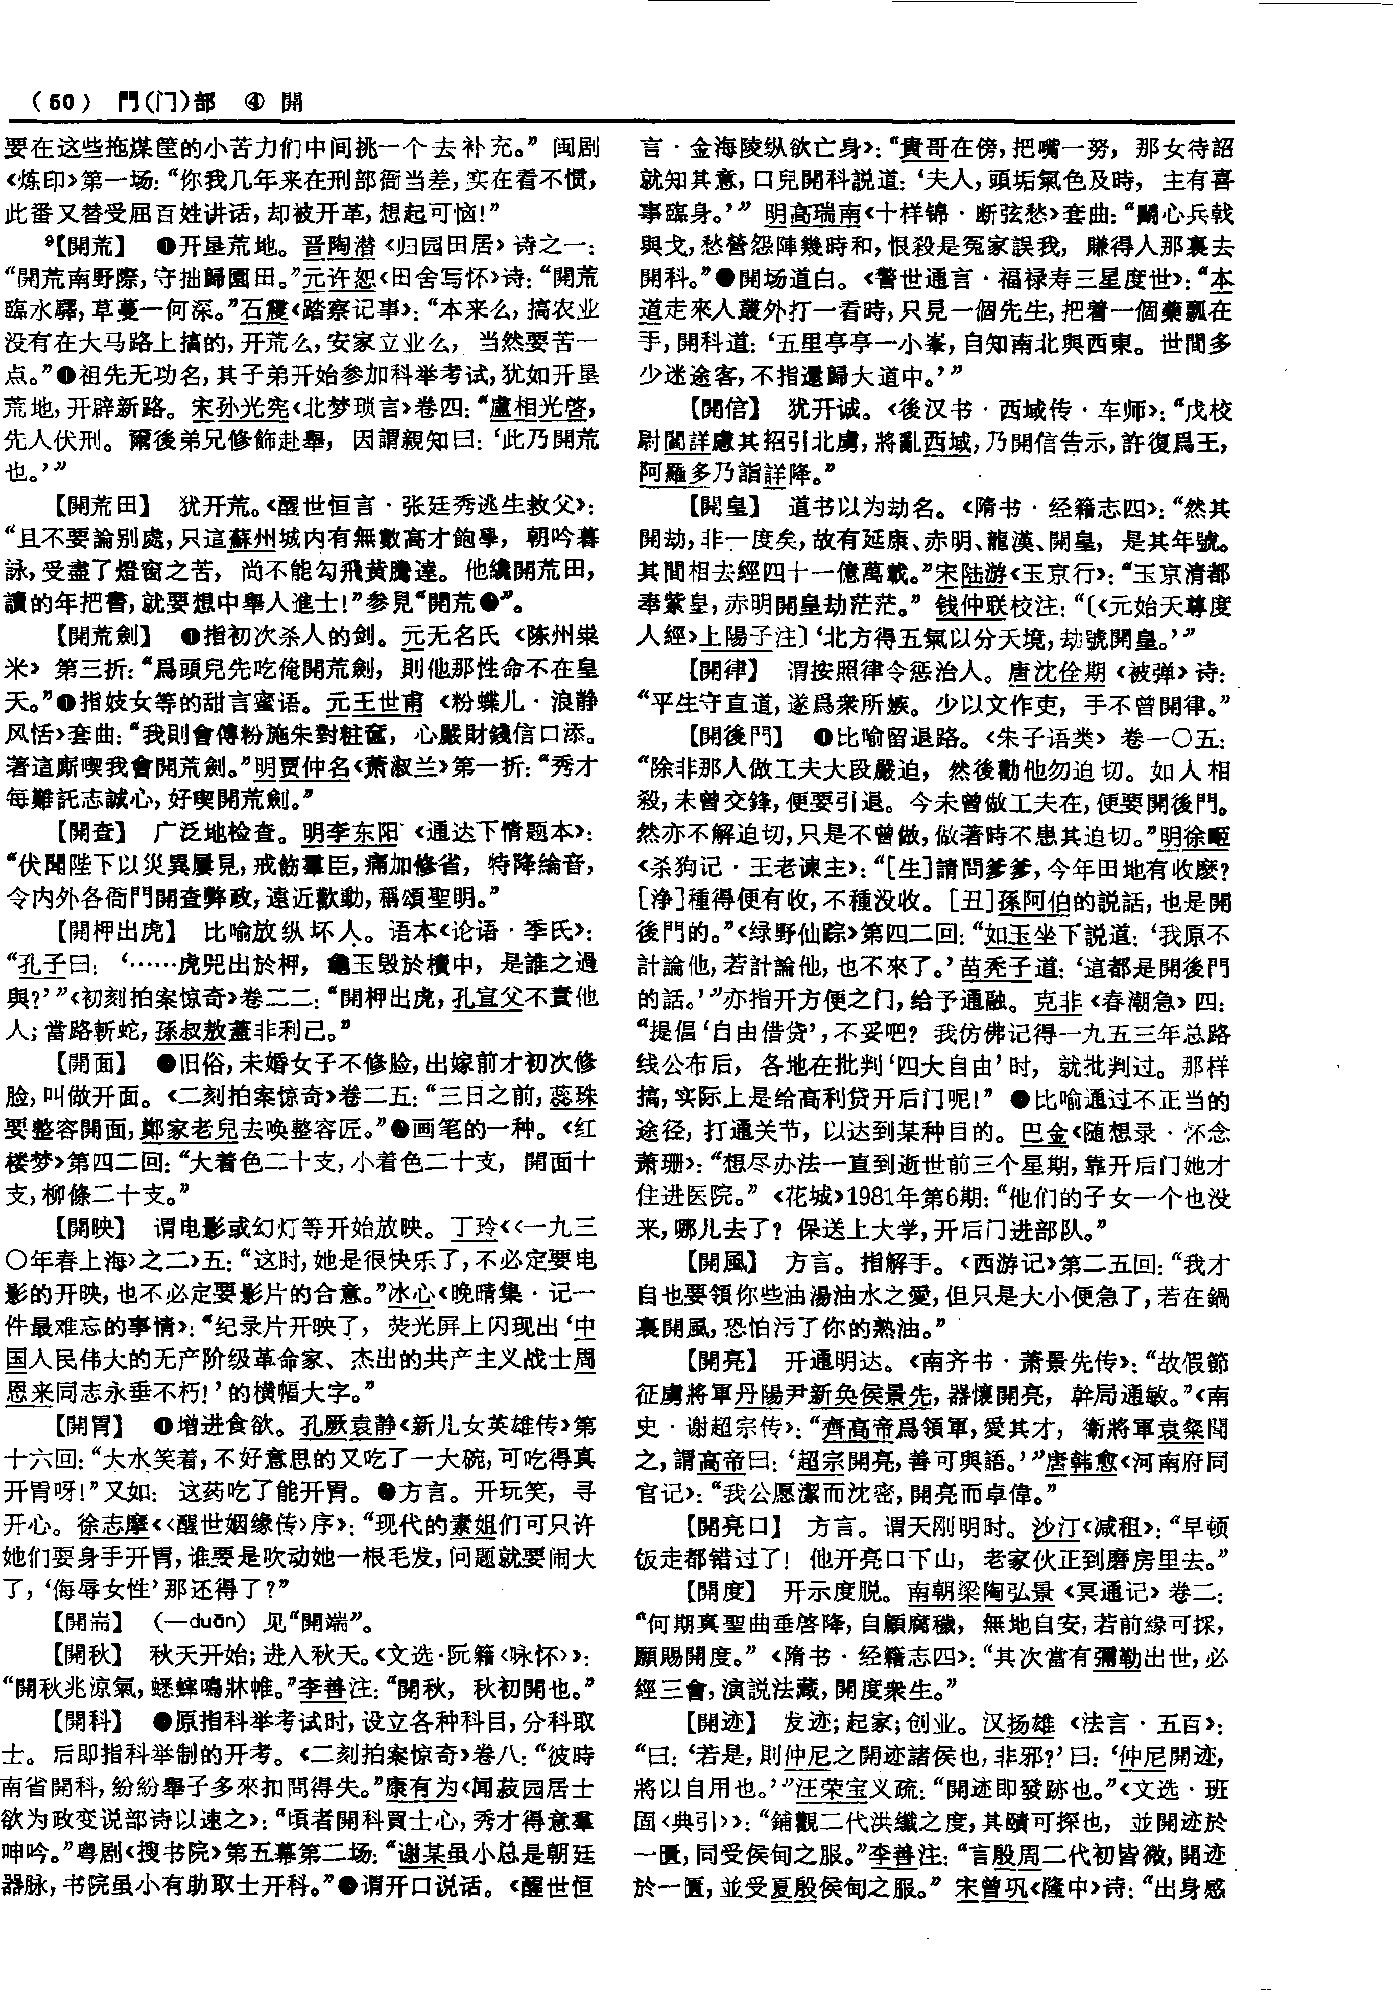 （50） 門（门）部 ④ 開
要在这些拖煤筐的小苦力们中间挑一个去补充。”闽剧
《炼印》第一场：“你我几年来在刑部衙当差，实在看不惯，
此番又替受屈百姓讲话，却被开革，想起可恼！”
⁹【開荒】 ❶开垦荒地。晋陶潜《归园田居》诗之一：
“開荒南野際，守拙歸園田。”元许恕《田舍写怀》诗：“開荒
臨水驛，草蔓一何深。”石霞《踏察记事》：“本来么，搞农业
没有在大马路上搞的，开荒么，安家立业么，当然要苦一
点。”❷祖先无功名，其子弟开始参加科举考试，犹如开垦
荒地，开辟新路。宋孙光宪《北梦琐言》卷四：“盧相光啓，
先人伏刑。爾後弟兄修飾赴舉，因謂親知曰：‘此乃開荒
也。’”
【開荒田】 犹开荒。《醒世恒言·张廷秀逃生救父》：
“且不要論别處，只這蘇州城内有無數高才飽學，朝吟暮
詠，受盡了燈窗之苦，尚不能勾飛黄騰達。他纔開荒田，
讀的年把書，就要想中舉人進士！”參見“開荒❷”。
【開荒劍】 ❶指初次杀人的剑。元无名氏《陈州粜
米》第三折：“爲頭兒先吃俺開荒劍，則他那性命不在皇
天。”❷指妓女等的甜言蜜语。元王世甫《粉蝶儿·浪静
风恬》套曲：“我則會傅粉施朱對粧奩，心嚴財錢信口添。
著這廝喫我會開荒劍。”明贾仲名《萧淑兰》第一折：“秀才
每難託志誠心，好喫開荒劍。”
【開查】 广泛地检查。明李东阳《通达下情题本》：
“伏聞陛下以災異屢見，戒飭羣臣，痛加修省，特降綸音，
令内外各衙門開查弊政，遠近歡動，稱頌聖明。”
【開柙出虎】 比喻放纵坏人。语本《论语·季氏》：
“孔子曰：‘……虎兕出於柙，龜玉毁於櫝中，是誰之過
與？’”《初刻拍案惊奇》卷二二：“開柙出虎，孔宣父不責他
人；當路斬蛇，孫叔敖蓋非利己。”
【開面】 ❶旧俗，未婚女子不修脸，出嫁前才初次修
脸，叫做开面。《二刻拍案惊奇》卷二五：“三日之前，蕊珠
要整容開面，鄭家老兒去唤整容匠。”❷画笔的一种。《红
楼梦》第四二回：“大着色二十支，小着色二十支，開面十
支，柳條二十支。”
【開映】 谓电影或幻灯等开始放映。丁玲《〈一九三
〇年春上海〉之二》五：“这时，她是很快乐了，不必定要电
影的开映，也不必定要影片的合意。”冰心《晚晴集·记一
件最难忘的事情》：“纪录片开映了，荧光屏上闪现出‘中
国人民伟大的无产阶级革命家、杰出的共产主义战士周
恩来同志永垂不朽！’的横幅大字。”
【開胃】 ❶增进食欲。孔厥袁静《新儿女英雄传》第
十六回：“大水笑着，不好意思的又吃了一大碗，可吃得真
开胃呀！”又如：这药吃了能开胃。❷方言。开玩笑，寻
开心。徐志摩《〈醒世姻缘传〉序》：“现代的素姐们可只许
她们要身手开胃，谁要是吹动她一根毛发，问题就要闹大
了，‘侮辱女性’那还得了？”
【開耑】 （—duān）见“開端”。
【開秋】 秋天开始；进入秋天。《文选·阮籍〈咏怀〉》：
“開秋兆涼氣，蟋蟀鳴牀帷。”李善注：“開秋，秋初開也。”
【開科】 ❶原指科举考试时，设立各种科目，分科取
士。后即指科举制的开考。《二刻拍案惊奇》卷八：“彼時
南省開科，紛紛舉子多來扣問得失。”康有为《闻菽园居士
欲为政变说部诗以速之》：“頃者開科買士心，秀才得意羣
呻吟。”粤剧《搜书院》第五幕第二场：“谢某虽小总是朝廷
器脉，书院虽小有助取士开科。”❷谓开口说话。《醒世恒
言·金海陵纵欲亡身》：“貴哥在傍，把嘴一努，那女待詔
就知其意，口兒開科説道：‘夫人，頭垢氣色及時，主有喜
事臨身。’”明高瑞南《十样锦·断弦愁》套曲：“鬭心兵戟
與戈，愁營怨陣幾時和，恨殺是冤家誤我，賺得人那裏去
開科。”❸開场道白。《警世通言·福禄寿三星度世》：“本
道走來人叢外打一看時，只見一個先生，把着一個藥瓢在
手，開科道：‘五里亭亭一小峯，自知南北與西東。世間多
少迷途客，不指還歸大道中。’”
【開信】 犹开诚。《後汉书·西域传·车师》：“戊校
尉閻詳慮其招引北虜，將亂西域，乃開信告示，許復爲王，
阿羅多乃詣詳降。”
【開皇】 道书以为劫名。《隋书·经籍志四》：“然其
開劫，非一度矣，故有延康、赤明、龍漢、開皇，是其年號。
其間相去經四十一億萬載。”宋陆游《玉京行》：“玉京清都
奉紫皇，赤明開皇劫茫茫。”钱仲联校注：“〔《元始天尊度
人經》上陽子注〕‘北方得五氣以分天境，劫號開皇。’”
【開律】 谓按照律令惩治人。唐沈佺期《被弹》诗：
“平生守直道，遂爲衆所嫉。少以文作吏，手不曾開律。”
【開後門】 ❶比喻留退路。《朱子语类》卷一〇五：
“除非那人做工夫大段嚴迫，然後勸他勿迫切。如人相
殺，未曾交鋒，便要引退。今未曾做工夫在，便要開後門。
然亦不解迫切，只是不曾做，做著時不患其迫切。”明徐㽥
《杀狗记·王老谏主》：“［生］請問爹爹，今年田地有收麽？
［净］種得便有收，不種没收。［丑］孫阿伯的説話，也是開
後門的。”《绿野仙踪》第四二回：“如玉坐下説道：‘我原不
計論他，若計論他，也不來了。’苗秃子道：‘這都是開後門
的話。’”亦指开方便之门，给予通融。克非《春潮急》四：
“提倡‘自由借贷’，不妥吧？我仿佛记得一九五三年总路
线公布后，各地在批判‘四大自由’时，就批判过。那样
搞，实际上是给高利贷开后门呢！” ❷比喻通过不正当的
途径，打通关节，以达到某种目的。巴金《随想录·怀念
萧珊》：“想尽办法一直到逝世前三个星期，靠开后门她才
住进医院。”《花城》1981年第6期：“他们的子女一个也没
来，哪儿去了？保送上大学，开后门进部队。”
【開風】 方言。指解手。《西游记》第二五回：“我才
自也要領你些油湯油水之愛，但只是大小便急了，若在鍋
裏開風，恐怕污了你的熟油。”
【開亮】 开通明达。《南齐书·萧景先传》：“故假節
征虜將軍丹陽尹新奂侯景先，器懷開亮，幹局通敏。”《南
史·谢超宗传》：“齊高帝爲領軍，愛其才，衞將軍袁粲聞
之，謂高帝曰：‘超宗開亮，善可與語。’”唐韩愈《河南府同
官记》：“我公愿潔而沈密，開亮而卓偉。”
【開亮口】 方言。谓天刚明时。沙汀《减租》：“早顿
饭走都错过了！他开亮口下山，老家伙正到磨房里去。”
【開度】 开示度脱。南朝梁陶弘景《冥通记》卷二：
“何期真聖曲垂啓降，自顧腐穢，無地自安，若前緣可採，
願賜開度。”《隋书·经籍志四》：“其次當有彌勒出世，必
經三會，演説法藏，開度衆生。”
【開迹】 发迹；起家；创业。汉扬雄《法言·五百》：
“曰：‘若是，則仲尼之開迹諸侯也，非邪？’曰：‘仲尼開迹，
將以自用也。’”汪荣宝义疏：“開迹即發跡也。”《文选·班
固〈典引〉》：“鋪觀二代洪纖之度，其賾可探也，並開迹於
一匱，同受侯甸之服。”李善注：“言殷周二代初皆微，開迹
於一匱，並受夏殷侯甸之服。”宋曾巩《隆中》诗：“出身感